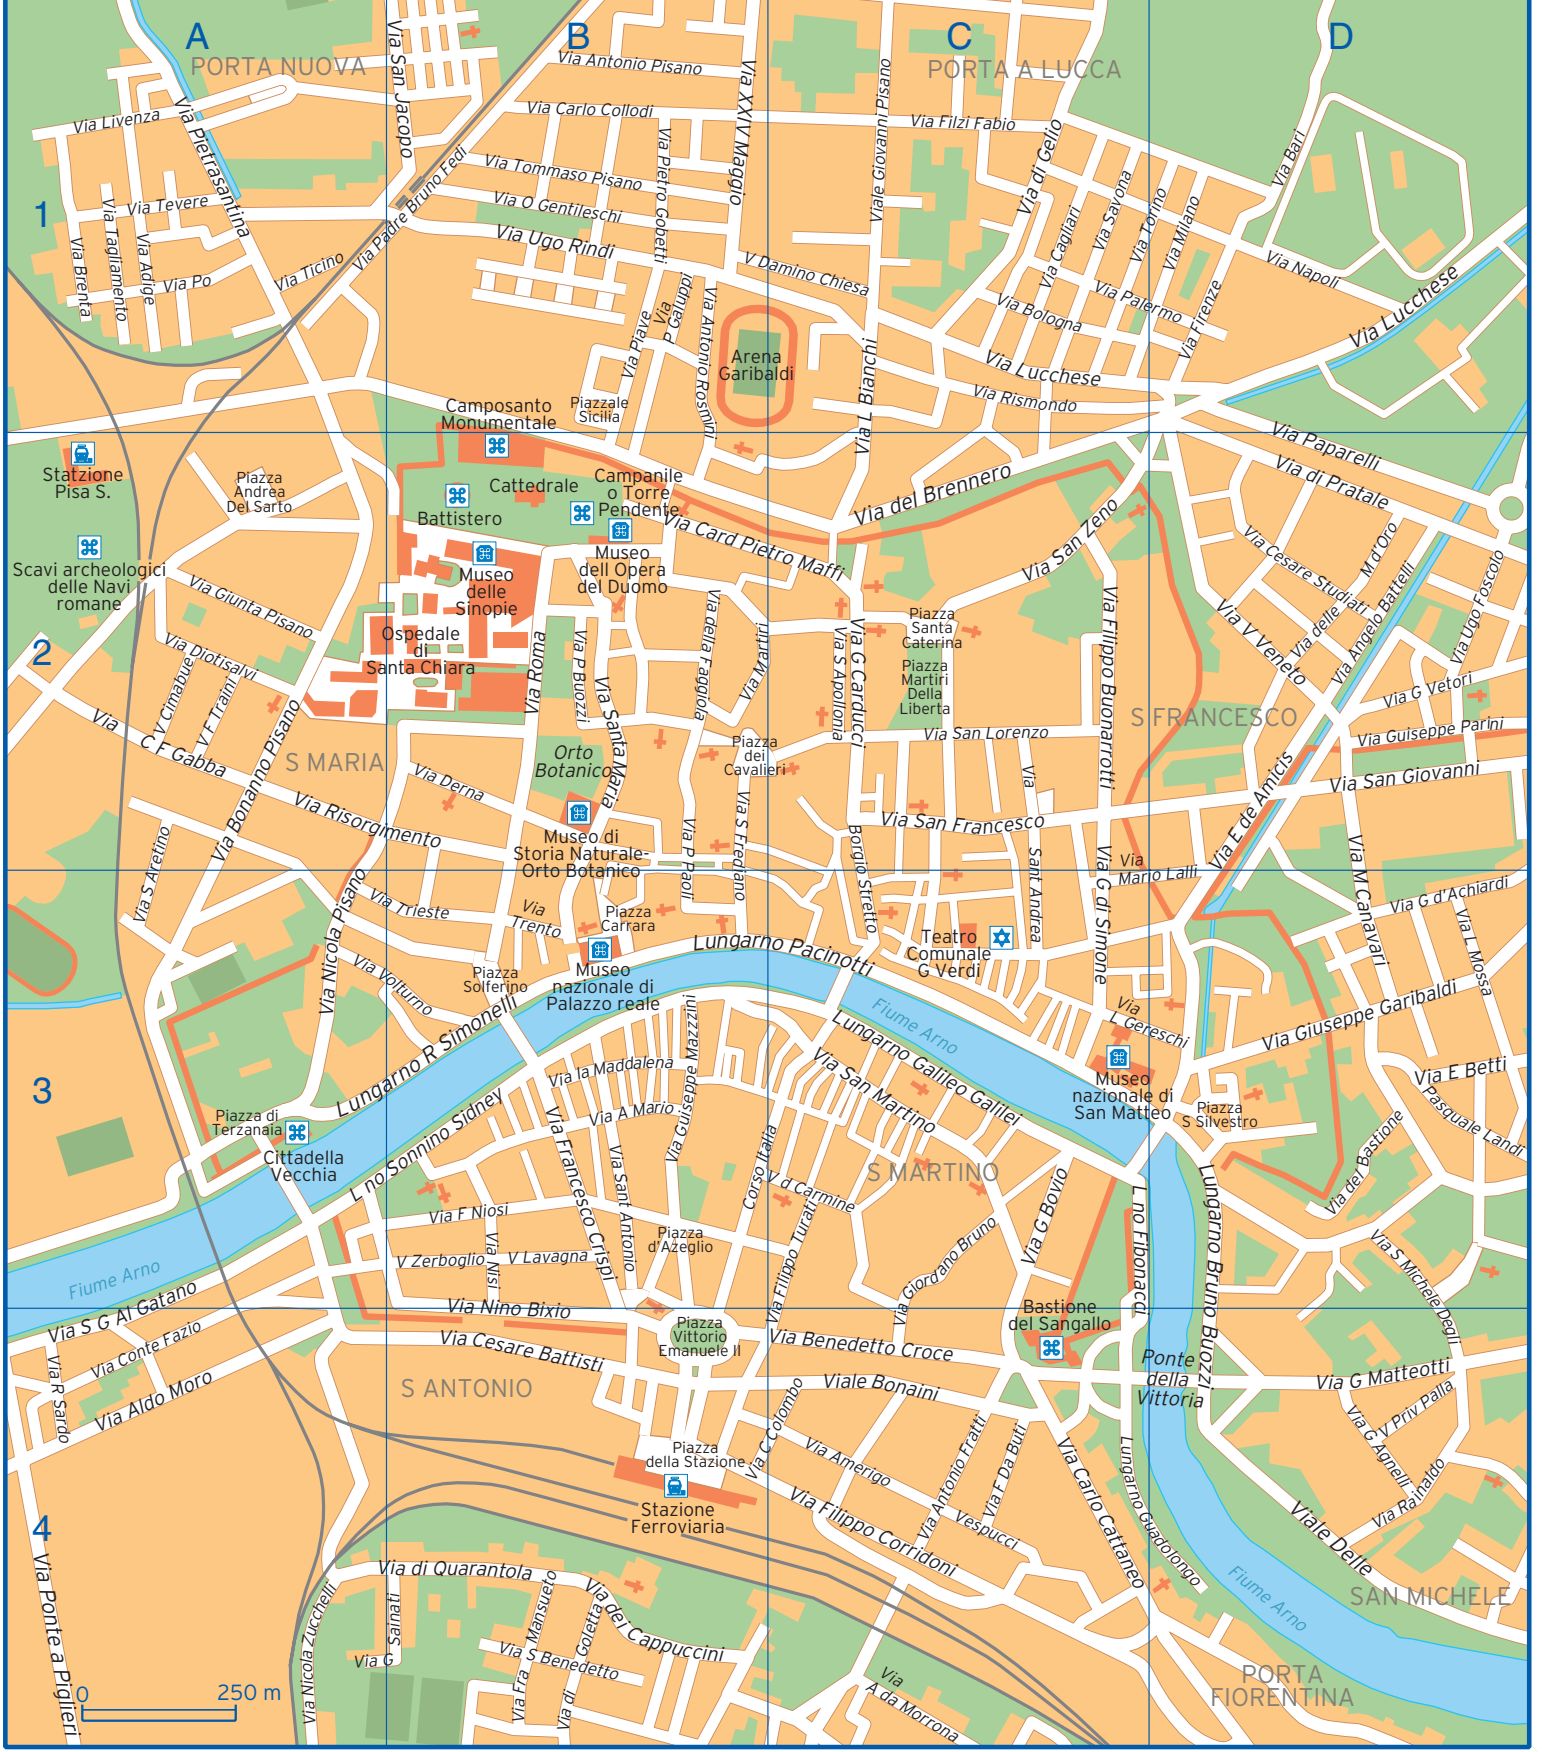 A
B
C
D
PORTA NUOVA
Via San Jacopo
Via Antonio Pisano
Via XXIV Maggio
PORTA A LUCCA
Via Livenza
Via Pietrasantina
Via Carlo Collodi
Via Filzi Fabio
Viale Giovanni Pisano
Via di Gelio
Via Bari
Via Tommaso Pisano
Via Pietro Gobetti
Via Padre Bruno Fedi
1
Via Tevere
Via Tagliamento
Via Adige
Via Brenta
Via Po
Via Ticino
Via O Gentileschi
Via Ugo Rindi
V Damino Chiesa
Via Cagliari
Via Savona
Via Torino
Via Milano
Via Napoli
Via Palermo
Via Bologna
Via Firenze
Via Lucchese
Via
P Galuppi
Via Piave
Via Antonio Rosmini
Arena
Garibaldi
Via L Bianchi
Via Lucchese
Via Rismondo
Piazzale
Sicilia
Camposanto
Monumentale
Via Paparelli
Via di Pratale
Statzione
Pisa S.
Piazza
Andrea
Del Sarto
Cattedrale
Campanile
o Torre
Pendente
Battistero
Via del Brennero
Via Card Pietro Maffi
Via San Zeno
Scavi archeologici
delle Navi
romane
Museo
delle
Sinopie
Museo
dell Opera
del Duomo
Via Cesare Studiati
Via delle
M d'Oro
Via Angelo Battelli
Via Ugo Foscolo
Via Giunta Pisano
Via Diotisalvi
V Cimabue
V F Traini
2
Ospedale
di
Santa Chiara
Via Roma
Via P Buozzi
Via Santa Maria
Via della Faggiola
Via Martiri
Via S Apollonia
Via G Carducci
Piazza
Santa
Caterina
Piazza
Martiri
Della
Liberta
Via Filippo Buonarrotti
Via V Veneto
Via G Vetori
Via Guiseppe Parini
S FRANCESCO
Via San Lorenzo
Via San Giovanni
Via
C F Gabba
Via Bonanno Pisano
S MARIA
Via Derna
Orto
Botanico
Piazza
dei
Cavalieri
Via Risorgimento
Museo di
Storia Naturale-
Orto Botanico
Via P Paoli
Via S Frediano
Borgio Stretto
Via San Francesco
Via
Sant Andrea
Via G di Simone
Via
Mario Lalli
Via E de Amicis
Via M Canavari
Via G d'Achiardi
Via L Mossa
Via S Aretino
Via Nicola Pisano
Via Trieste
Via
Trento
Piazza
Carrara
Lungarno Pacinotti
Teatro
Comunale
G Verdi
Via Volturno
Piazza
Solferino
Museo
nazionale di
Palazzo reale
Fiume Arno
Via
L Gereschi
Via Giuseppe Garibaldi
3
Lungarno R Simonelli
Lungarno Galileo Galilei
Via San Martino
Via la Maddalena
Via A Mario
Via Guiseppe Mazzini
Museo
nazionale di
San Matteo
Piazza
S Silvestro
Via E Betti
Pasquale Landi
Via del Bastione
Piazza di
Terzanaia
Cittadella
Vecchia
L no Sonnino Sidney
Via Francesco Crispi
Via Sant Antonio
Corso Italia
V d Carmine
S MARTINO
Via G Bovio
L no Fibonacci
Lungarno Bruno Buozzi
Via F Niosi
V Zerboglio
Via Nisi
V Lavagna
Piazza
d'Azeglio
Via Filippo Turati
Via Giordano Bruno
Via S Michele Degli
Fiume Arno
Via S G Al Gatano
Via Conte Fazio
Via R Sardo
Via Aldo Moro
Via Nino Bixio
Via Cesare Battisti
Piazza
Vittorio
Emanuele II
Via Benedetto Croce
Bastione
del Sangallo
Ponte
della
Vittoria
S ANTONIO
Viale Bonaini
Via G Matteotti
V Priv Palla
Via G Agnelli
Via Rainaldo
Piazza
della Stazione
Via C Colombo
Via Amerigo
Vespucci
Via Antonio Fratti
Via F Da Buti
Via Carlo Cattaneo
Lungarno Guadolongo
Stazione
Ferroviaria
Via Filippo Corridoni
Viale Delle
4
Via Ponte a Piglieri
Via di Quarantola
Via Nicola Zucchelli
Via G
Sainati
Via Fra
Mansueto
Via di
Goletta
Via dei Cappuccini
Via S Benedetto
Via
A da Morrona
Fiume Arno
SAN MICHELE
PORTA
FIORENTINA
0
250 m